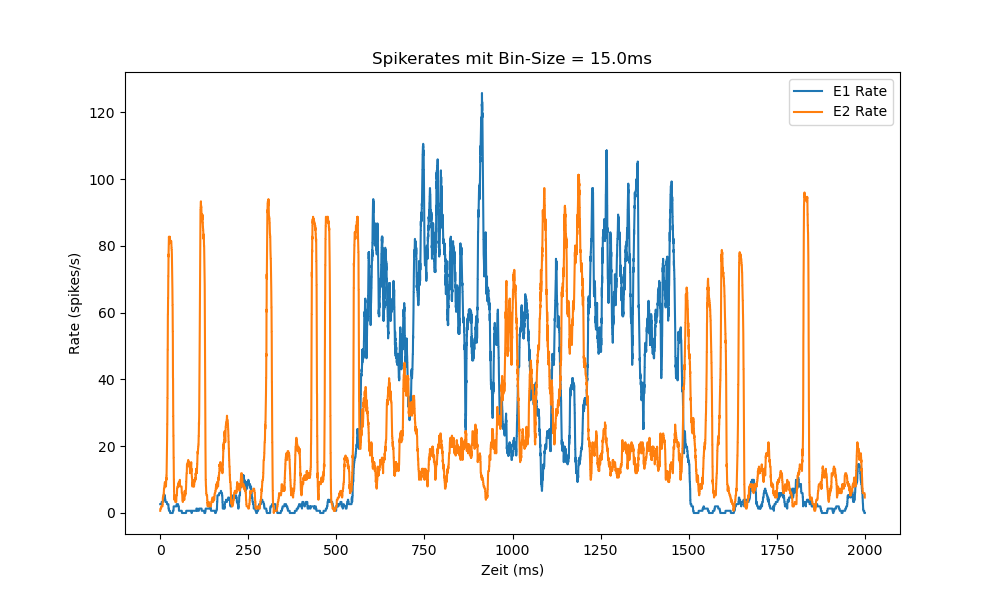 Spikerates mit Bin-Size = 15.0ms
E1 Rate
E2 Rate
120
100
80
60
40
20
0
Rate (spikes/s)
0 250 500 750 1000 1250 1500 1750 2000
Zeit (ms)